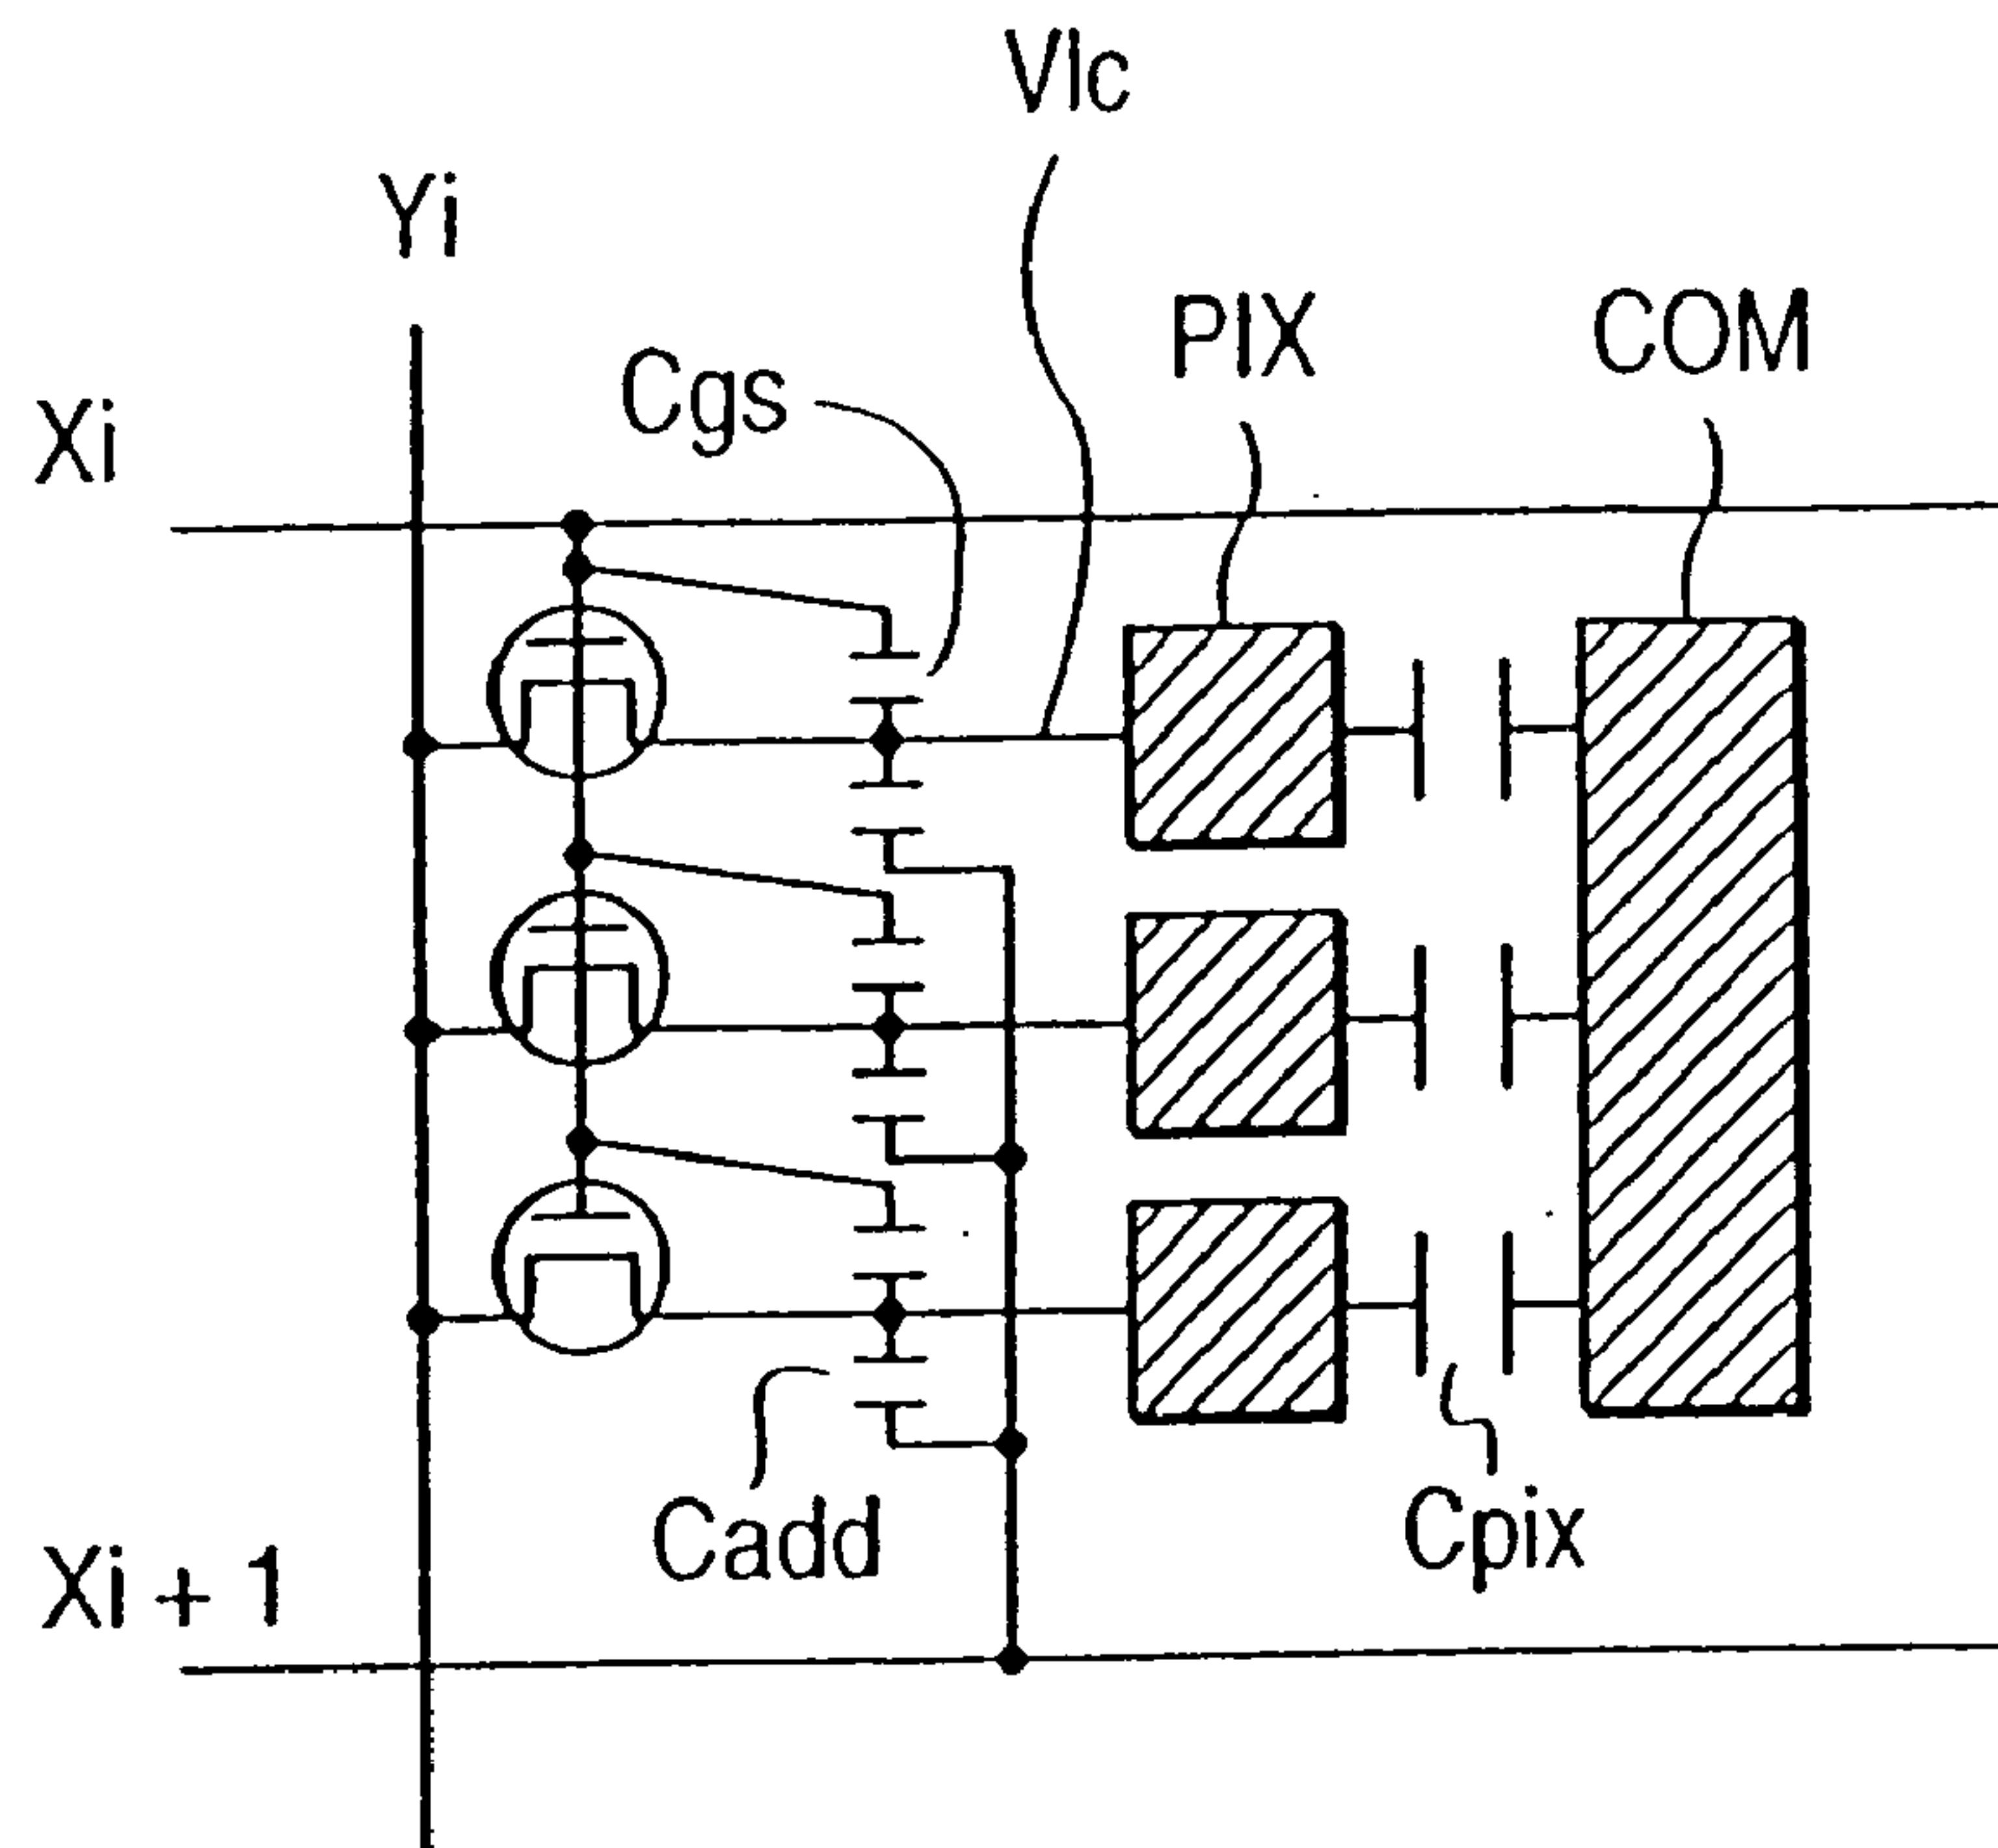 Vlc
Yi
PIX
COM
Cgs
Xi
Cadd
Cpix
Xi + 1